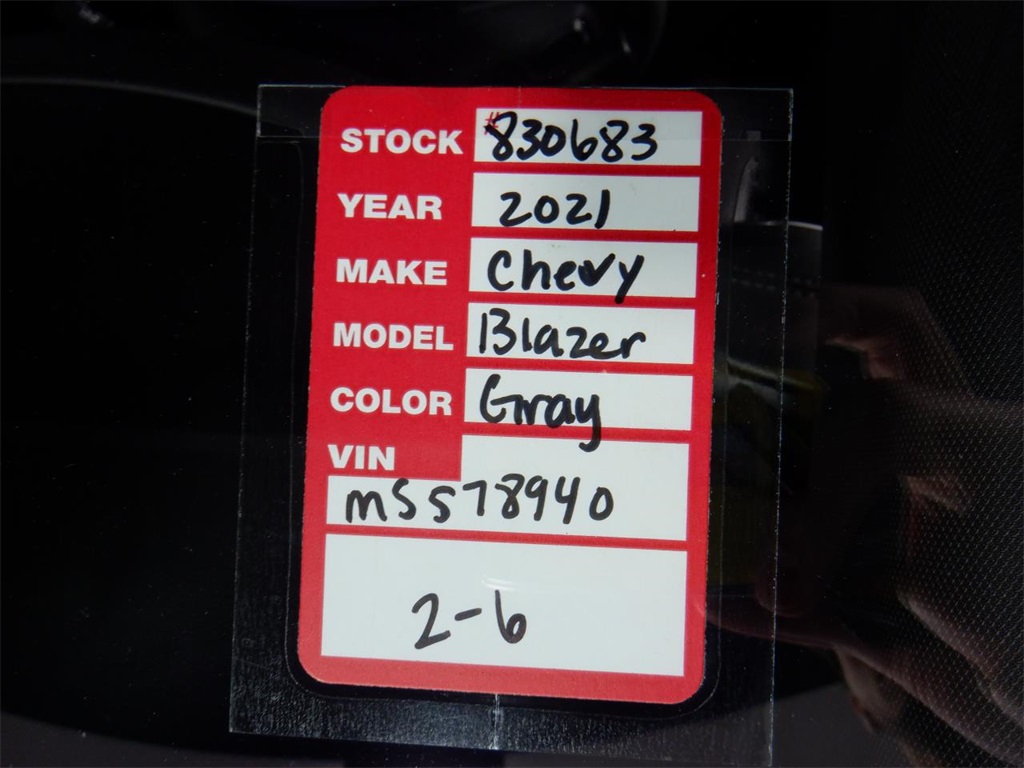 STOCK #830683
YEAR 2021
MAKE Chevy
MODEL Blazer
COLOR Gray
VIN
MS578940
2-6